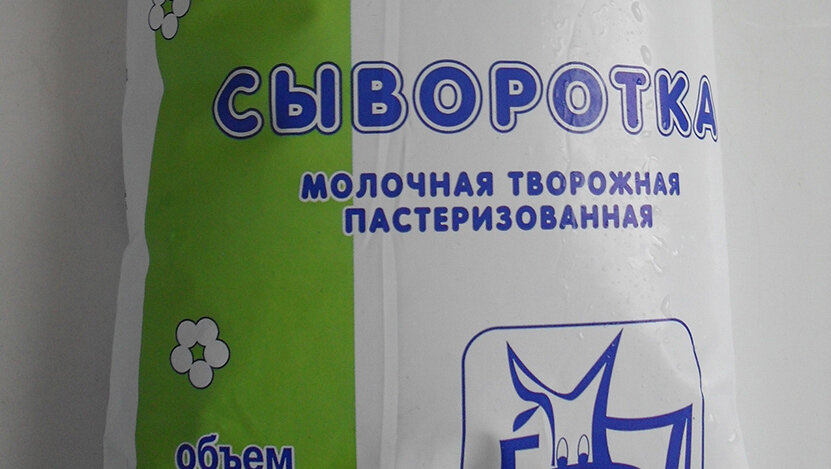 СЫВОРОТКА
МОЛОЧНАЯ ТВОРОЖНАЯ
ПАСТЕРИЗОВАННАЯ
объем